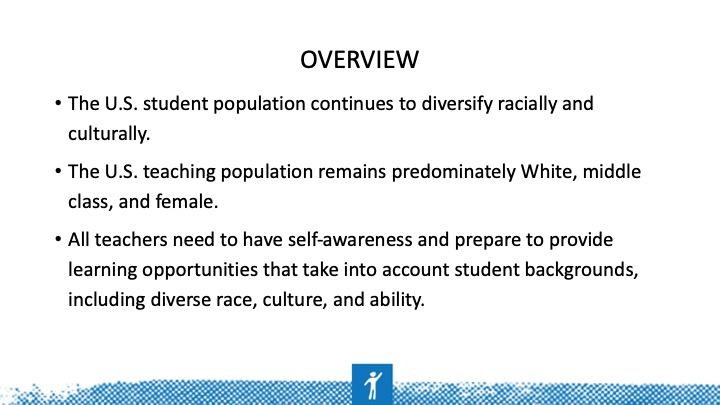 OVERVIEW
• The U.S. student population continues to diversify racially and
culturally.
• The U.S. teaching population remains predominately White, middle
class, and female.
• All teachers need to have self-awareness and prepare to provide
learning opportunities that take into account student backgrounds,
including diverse race, culture, and ability.